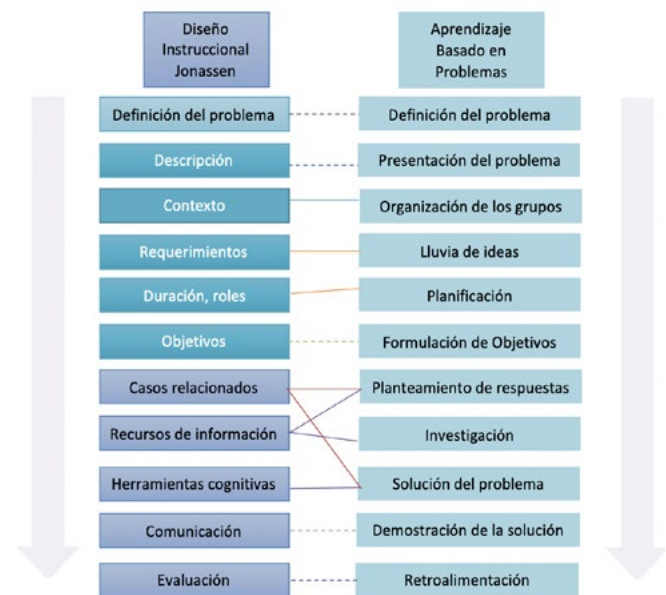 Diseño
Instruccional
Jonassen
Aprendizaje
Basado en
Problemas
Definición del problema
Definición del problema
Descripción
Presentación del problema
Contexto
Organización de los grupos
Requerimientos
Lluvia de ideas
Duración, roles
Planificación
Objetivos
Formulación de Objetivos
Casos relacionados
Planteamiento de respuestas
Recursos de información
Investigación
Herramientas cognitivas
Solución del problema
Comunicación
Demostración de la solución
Evaluación
Retroalimentación